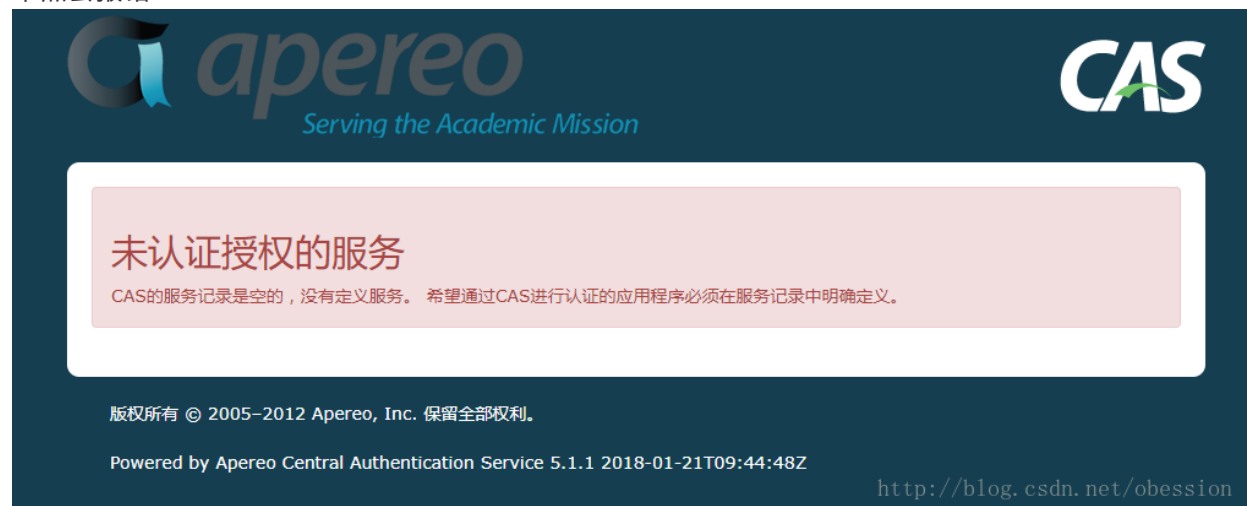 apereo
CAS
Serving the Academic Mission
未认证授权的服务
CAS的服务记录是空的，没有定义服务。 希望通过CAS进行认证的应用程序必须在服务记录中明确定义。
版权所有 © 2005–2012 Apereo, Inc. 保留全部权利。
Powered by Apereo Central Authentication Service 5.1.1 2018-01-21T09:44:48Z
http://blog.csdn.net/obession